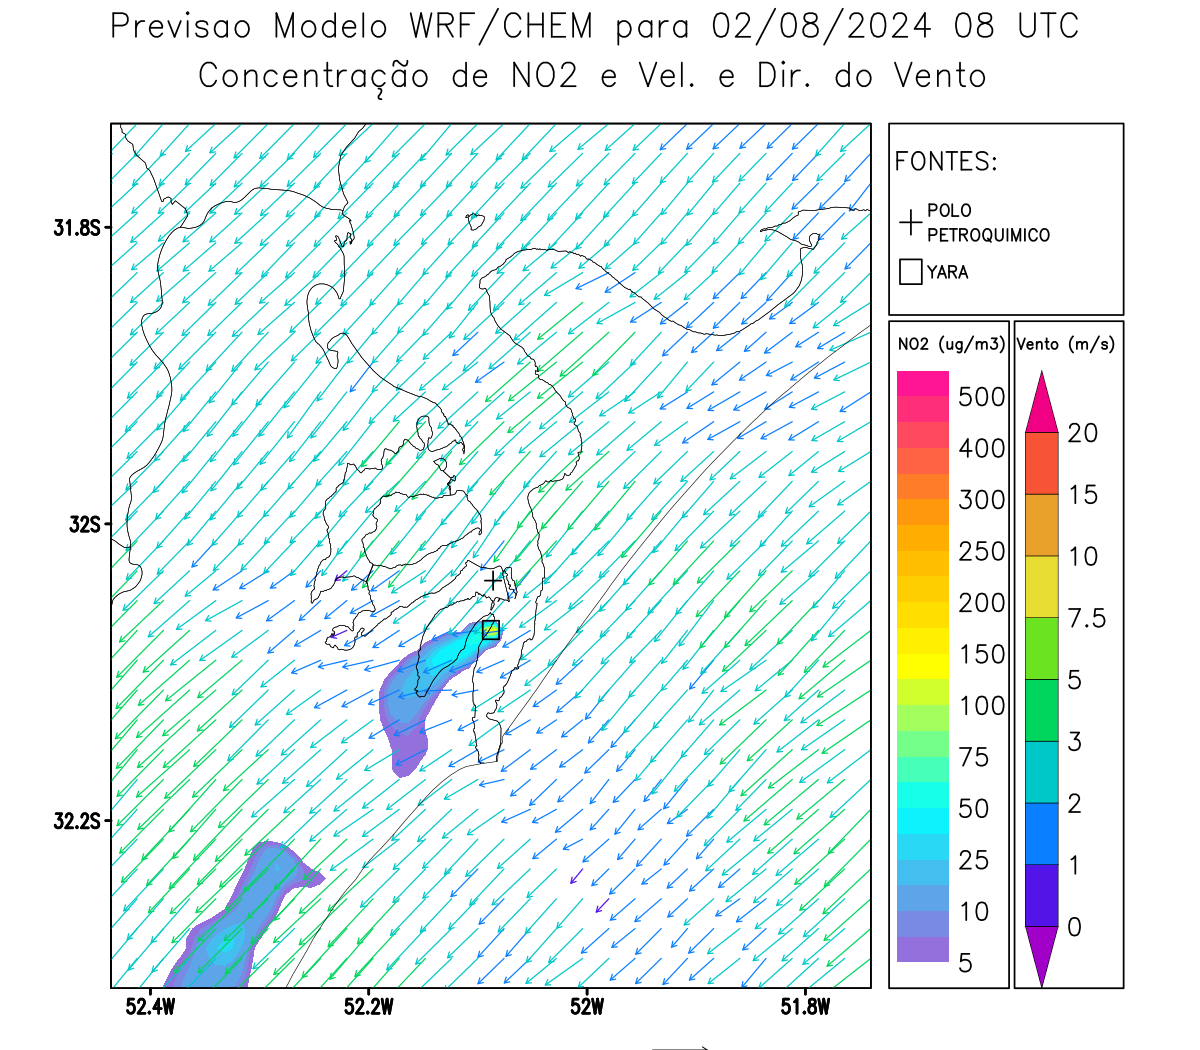 Previsao Modelo WRF/CHEM para 02/08/2024 08 UTC
Concentração de NO2 e Vel. e Dir. do Vento
FONTES:
POLO
PETROQUIMICO
YARA
31.8S
32S
32.2S
52.4W
52.2W
52W
51.8W
NO2 (ug/m3)
500
400
300
250
200
150
100
75
50
25
10
5
Vento (m/s)
20
15
10
7.5
5
3
2
1
0